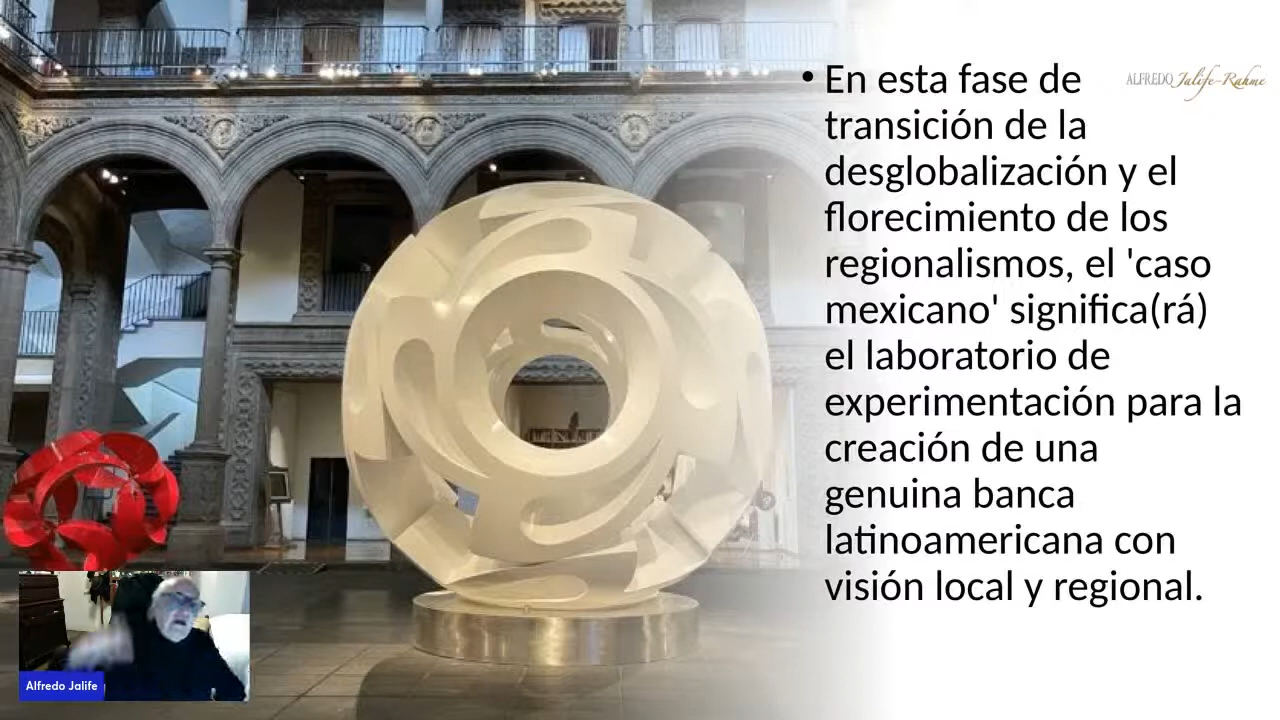 • En esta fase de
ALFREDO Jalife-Rahme
transición de la
desglobalización y el
florecimiento de los
regionalismos, el 'caso
mexicano' significa(rá)
el laboratorio de
experimentación para la
creación de una
genuina banca
latinoamericana con
visión local y regional.
Alfredo Jalife